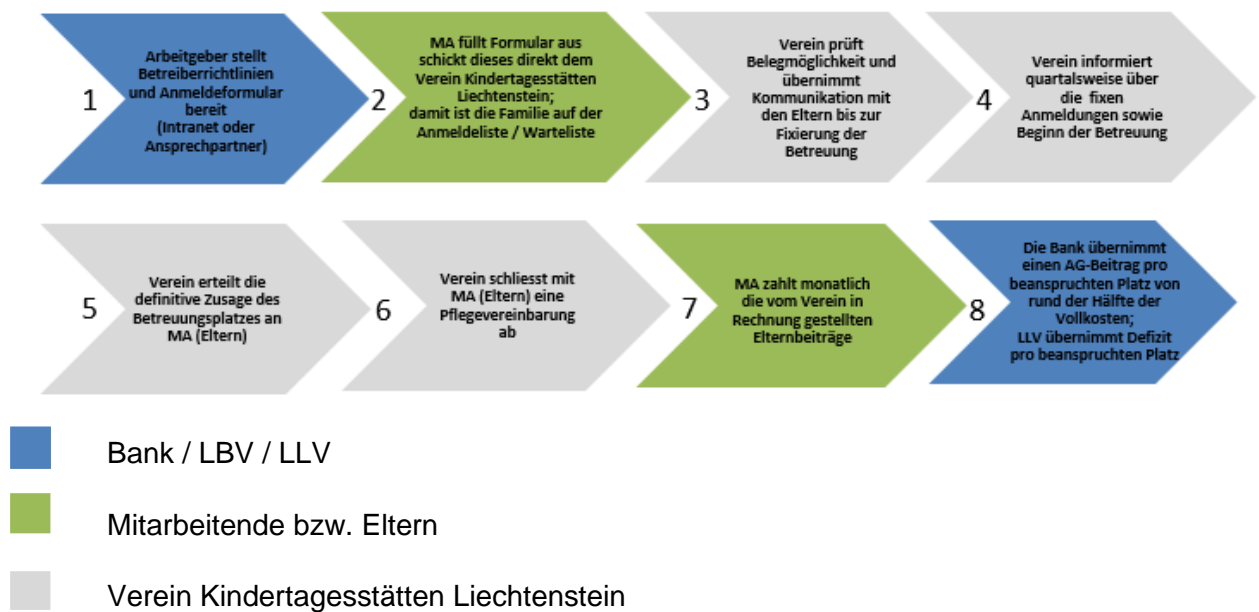 1
Arbeitgeber stellt
Betreiberrichtlinien
und Anmeldeformular
bereit
(Intranet oder
Ansprechpartner)
2
MA füllt Formular aus
schickt dieses direkt dem
Verein Kindertagesstätten
Liechtenstein;
damit ist die Familie auf der
Anmeldeliste / Warteliste
3
Verein prüft
Belegmöglichkeit und
übernimmt
Kommunikation mit
den Eltern bis zur
Fixierung der
Betreuung
4
Verein informiert
quartalsweise über
die fixen
Anmeldungen sowie
Beginn der Betreuung
5
Verein erteilt die
definitive Zusage des
Betreuungsplatzes an
MA (Eltern)
6
Verein schliesst mit
MA (Eltern) eine
Pflegevereinbarung
ab
7
MA zahlt monatlich
die vom Verein in
Rechnung gestellten
Elternbeiträge
8
Die Bank übernimmt
einen AG-Beitrag pro
beanspruchten Platz von
rund der Hälfte der
Vollkosten;
LLV übernimmt Defizit
pro beanspruchten Platz
Bank / LBV / LLV
Mitarbeitende bzw. Eltern
Verein Kindertagesstätten Liechtenstein